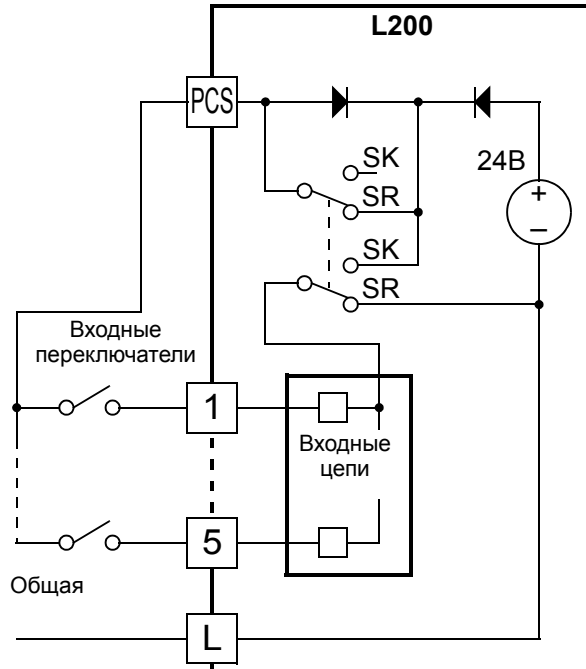 L200
PCS
SK
24В
SR
+
SK
–
SR
Входные
переключатели
1
Входные
цепи
5
Общая
L